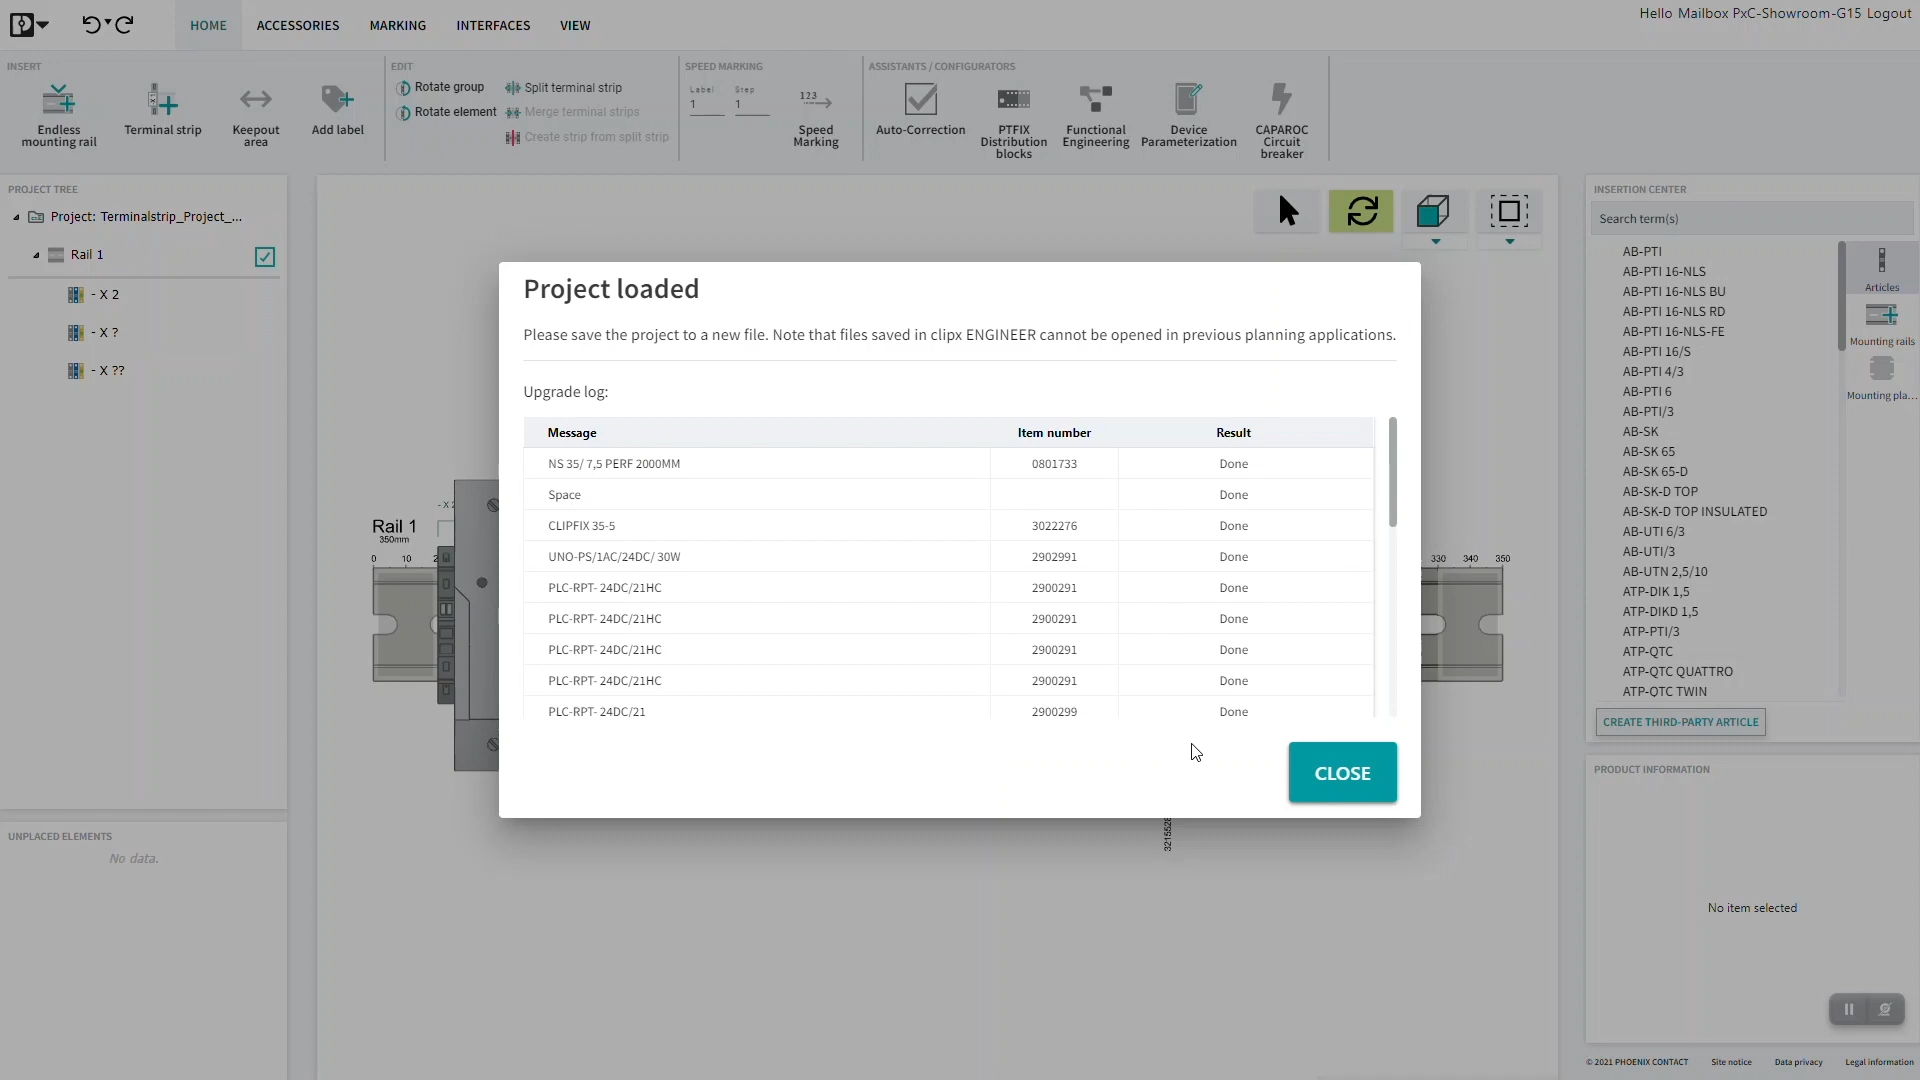 Hello Mailbox PxC-Showroom-G15 Logout
HOME
ACCESSORIES
MARKING
INTERFACES
VIEW
INSERT
Endless
mounting rail
Terminal strip
Keepout
area
Add label
EDIT
Rotate group
Rotate element
Split terminal strip
Merge terminal strips
Create strip from split strip
SPEED MARKING
Label
1
Step
1
123
Speed
Marking
ASSISTANTS / CONFIGURATORS
Auto-Correction
PTFIX
Distribution
blocks
Functional
Engineering
Device
Parameterization
CAPAROC
Circuit
breaker
PROJECT TREE
Project: Terminalstrip_Project_...
Rail 1
- X 2
- X ?
- X ??
UNPLACED ELEMENTS
No data.
Rail 1
350mm
0 10
- X
330 340 350
Project loaded
Please save the project to a new file. Note that files saved in clipx ENGINEER cannot be opened in previous planning applications.
Upgrade log:
Message Item number Result
NS 35/ 7,5 PERF 2000MM 0801733 Done
Space Done
CLIPFIX 35-5 3022276 Done
UNO-PS/1AC/24DC/ 30W 2902991 Done
PLC-RPT- 24DC/21HC 2900291 Done
PLC-RPT- 24DC/21HC 2900291 Done
PLC-RPT- 24DC/21HC 2900291 Done
PLC-RPT- 24DC/21HC 2900291 Done
PLC-RPT- 24DC/21 2900299 Done
CLOSE
INSERTION CENTER
Search term(s)
AB-PTI
AB-PTI 16-NLS
AB-PTI 16-NLS BU
AB-PTI 16-NLS RD
AB-PTI 16-NLS-FE
AB-PTI 16/S
AB-PTI 4/3
AB-PTI 6
AB-PTI/3
AB-SK
AB-SK 65
AB-SK 65-D
AB-SK-D TOP
AB-SK-D TOP INSULATED
AB-UTI 6/3
AB-UTI/3
AB-UTN 2,5/10
ATP-DIK 1,5
ATP-DIKD 1,5
ATP-PTI/3
ATP-QTC
ATP-QTC QUATTRO
ATP-QTC TWIN
Articles
Mounting rails
Mounting pla...
CREATE THIRD-PARTY ARTICLE
PRODUCT INFORMATION
No item selected
© 2021 PHOENIX CONTACT
Site notice
Data privacy
Legal information